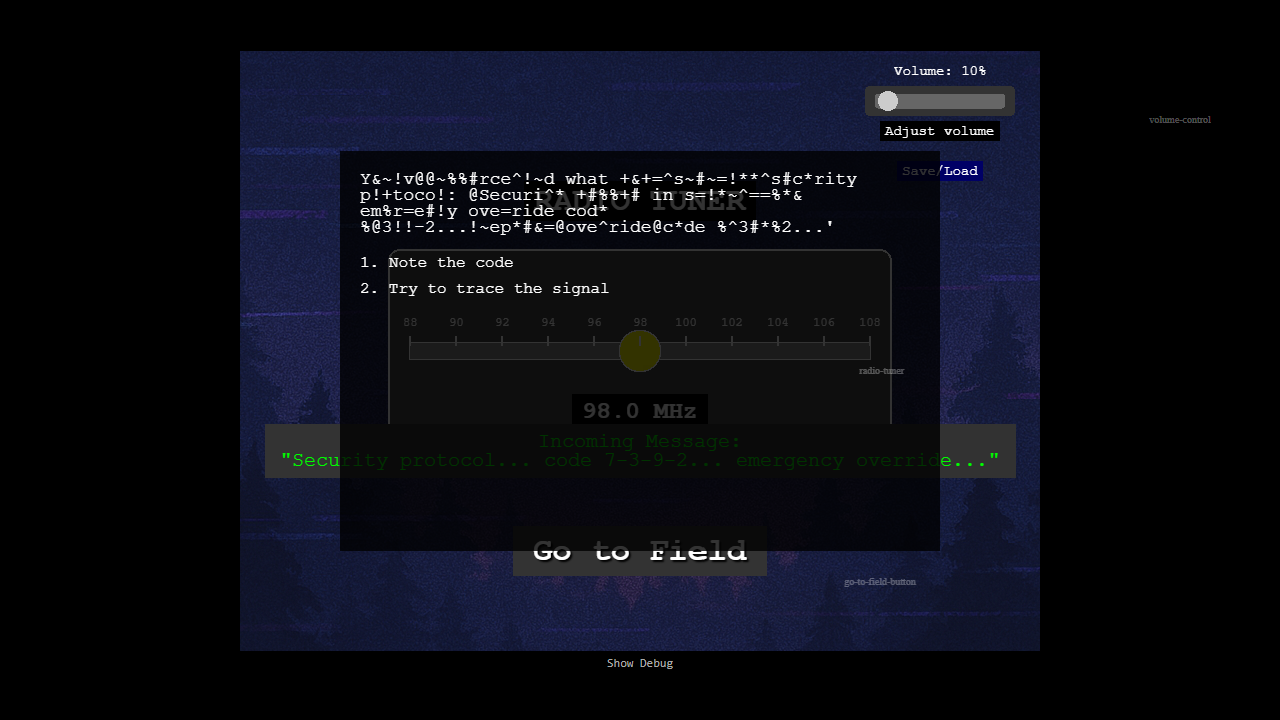 Volume: 10%
Adjust volume
volume-control
Save/Load
Y&~!v@@~%%#rce^!~d what +&+=^s~#~=!**^s#c*rity
p!+toco!: @Securi^* +#%%+# in s=!*~^==%*&
em%r=e#!y ove=ride cod*
%@3!!-2...!~ep*#&=@ove^ride@c*de %^3#*%2...'
RADIO TUNER
1. Note the code
2. Try to trace the signal
88 90 92 94 96 98 100 102 104 106 108
radio-tuner
98.0 MHz
Incoming Message:
"Security protocol... code 7-3-9-2... emergency override..."
Go to Field
go-to-field-button
Show Debug